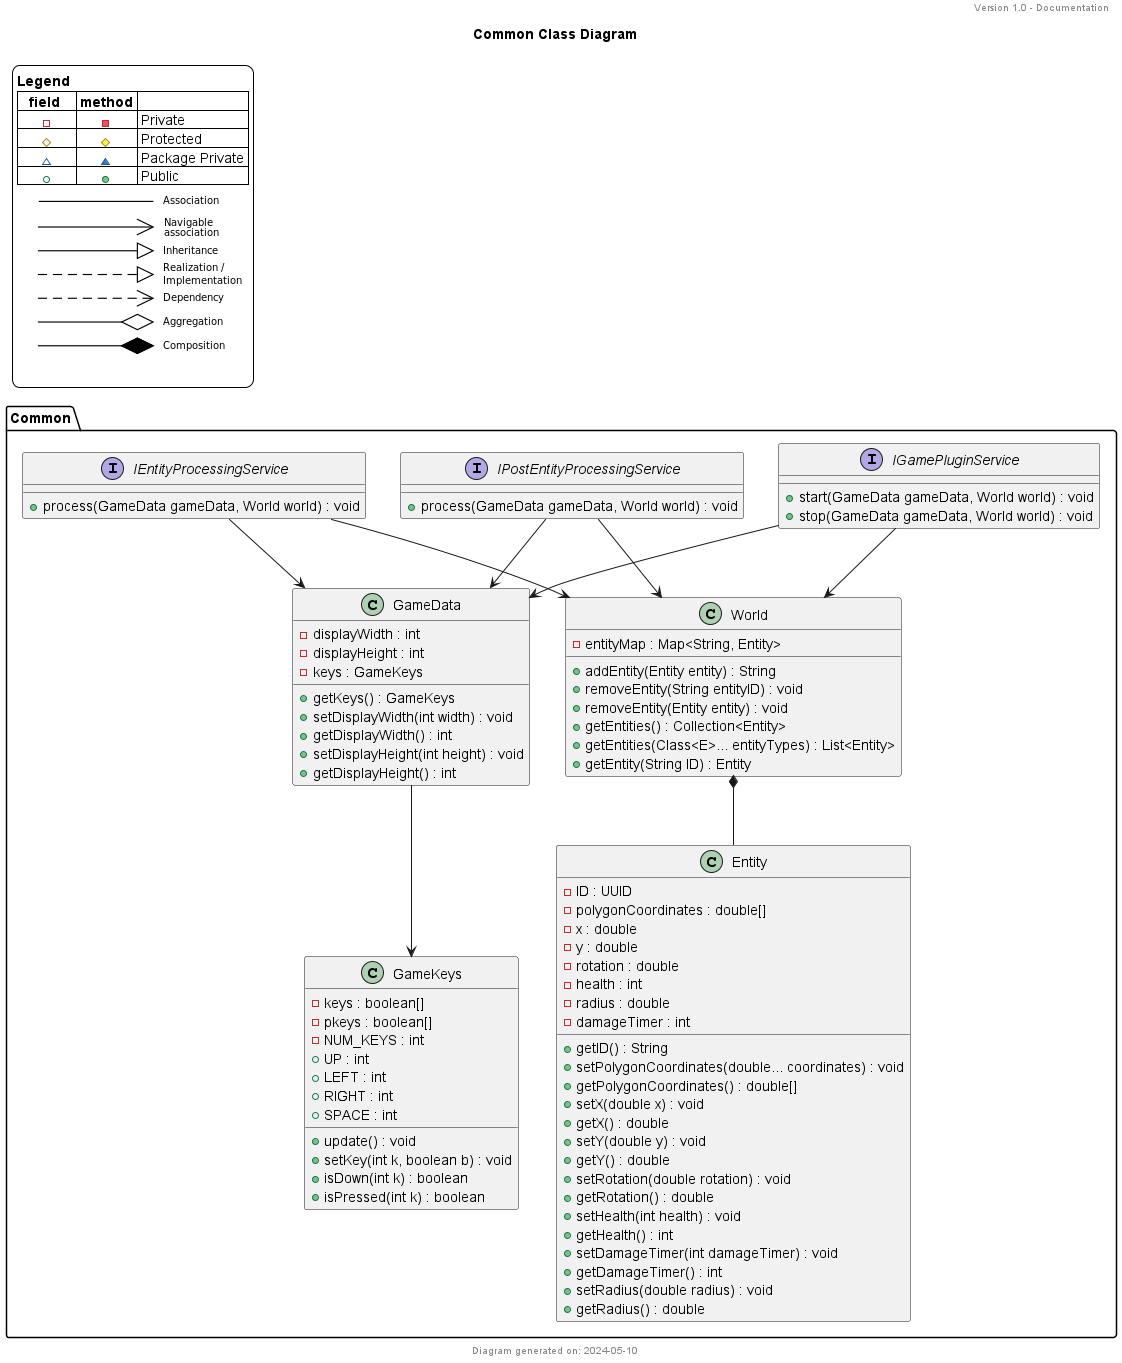 Version 1.0 - Documentation
Common Class Diagram
Legend
field method
Private
Protected
Package Private
Public
Association
Navigable
association
Inheritance
Realization /
Implementation
Dependency
Aggregation
Composition
Common
I IEntityProcessingService
process(GameData gameData, World world) : void
I IPostEntityProcessingService
process(GameData gameData, World world) : void
I IGamePluginService
start(GameData gameData, World world) : void
stop(GameData gameData, World world) : void
C GameData
displayWidth : int
displayHeight : int
keys : GameKeys
getKeys() : GameKeys
setDisplayWidth(int width) : void
getDisplayWidth() : int
setDisplayHeight(int height) : void
getDisplayHeight() : int
C World
entityMap : Map<String, Entity>
addEntity(Entity entity) : String
removeEntity(String entityID) : void
removeEntity(Entity entity) : void
getEntities() : Collection<Entity>
getEntities(Class<E>... entityTypes) : List<Entity>
getEntity(String ID) : Entity
C Entity
ID : UUID
polygonCoordinates : double[]
x : double
y : double
rotation : double
health : int
radius : double
damageTimer : int
getID() : String
setPolygonCoordinates(double... coordinates) : void
getPolygonCoordinates() : double[]
setX(double x) : void
getX() : double
setY(double y) : void
getY() : double
setRotation(double rotation) : void
getRotation() : double
setHealth(int health) : void
getHealth() : int
setDamageTimer(int damageTimer) : void
getDamageTimer() : int
setRadius(double radius) : void
getRadius() : double
C GameKeys
keys : boolean[]
pkeys : boolean[]
NUM_KEYS : int
UP : int
LEFT : int
RIGHT : int
SPACE : int
update() : void
setKey(int k, boolean b) : void
isDown(int k) : boolean
isPressed(int k) : boolean
Diagram generated on: 2024-05-10